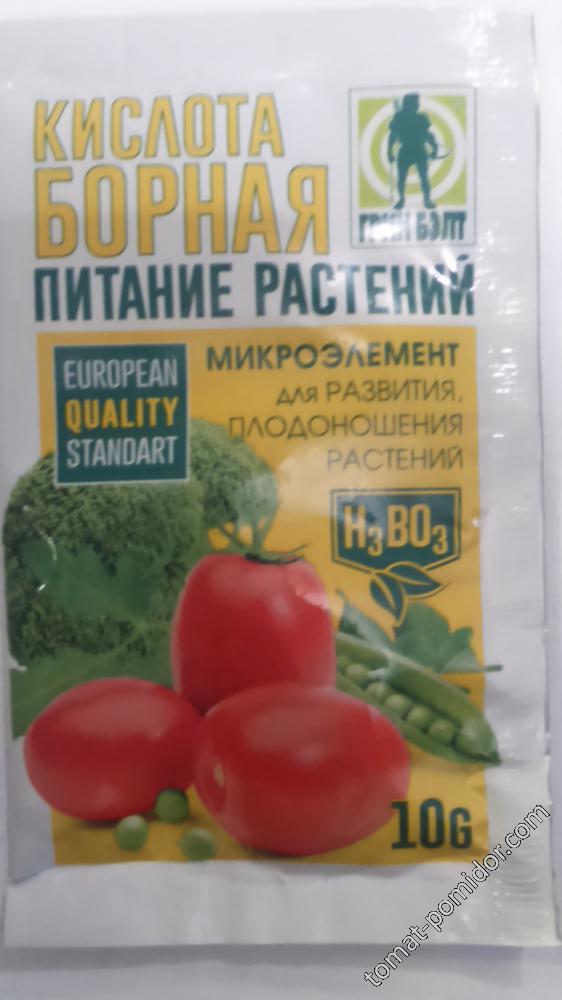 КИСЛОТА
БОРНАЯ
ПИТАНИЕ РАСТЕНИЙ
ГРИН БЭЛТ
EUROPEAN
QUALITY
STANDART
МИКРОЭЛЕМЕНТ
для РАЗВИТИЯ,
ПЛОДОНОШЕНИЯ
РАСТЕНИЙ
H₃BO₃
10G
tomat-pomidor.com